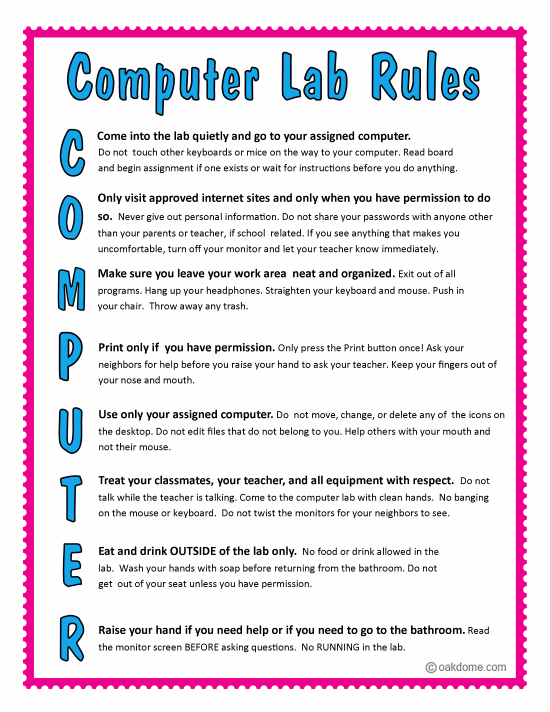 Computer Lab Rules
C
Come into the lab quietly and go to your assigned computer.
Do not touch other keyboards or mice on the way to your computer. Read board
and begin assignment if one exists or wait for instructions before you do anything.
O
Only visit approved internet sites and only when you have permission to do
so. Never give out personal information. Do not share your passwords with anyone other
than your parents or teacher, if school related. If you see anything that makes you
uncomfortable, turn off your monitor and let your teacher know immediately.
M
Make sure you leave your work area neat and organized. Exit out of all
programs. Hang up your headphones. Straighten your keyboard and mouse. Push in
your chair. Throw away any trash.
P
Print only if you have permission. Only press the Print button once! Ask your
neighbors for help before you raise your hand to ask your teacher. Keep your fingers out of
your nose and mouth.
U
Use only your assigned computer. Do not move, change, or delete any of the icons on
the desktop. Do not edit files that do not belong to you. Help others with your mouth and
not their mouse.
T
Treat your classmates, your teacher, and all equipment with respect. Do not
talk while the teacher is talking. Come to the computer lab with clean hands. No banging
on the mouse or keyboard. Do not twist the monitors for your neighbors to see.
E
Eat and drink OUTSIDE of the lab only. No food or drink allowed in the
lab. Wash your hands with soap before returning from the bathroom. Do not
get out of your seat unless you have permission.
R
Raise your hand if you need help or if you need to go to the bathroom. Read
the monitor screen BEFORE asking questions. No RUNNING in the lab.
© oakdome.com